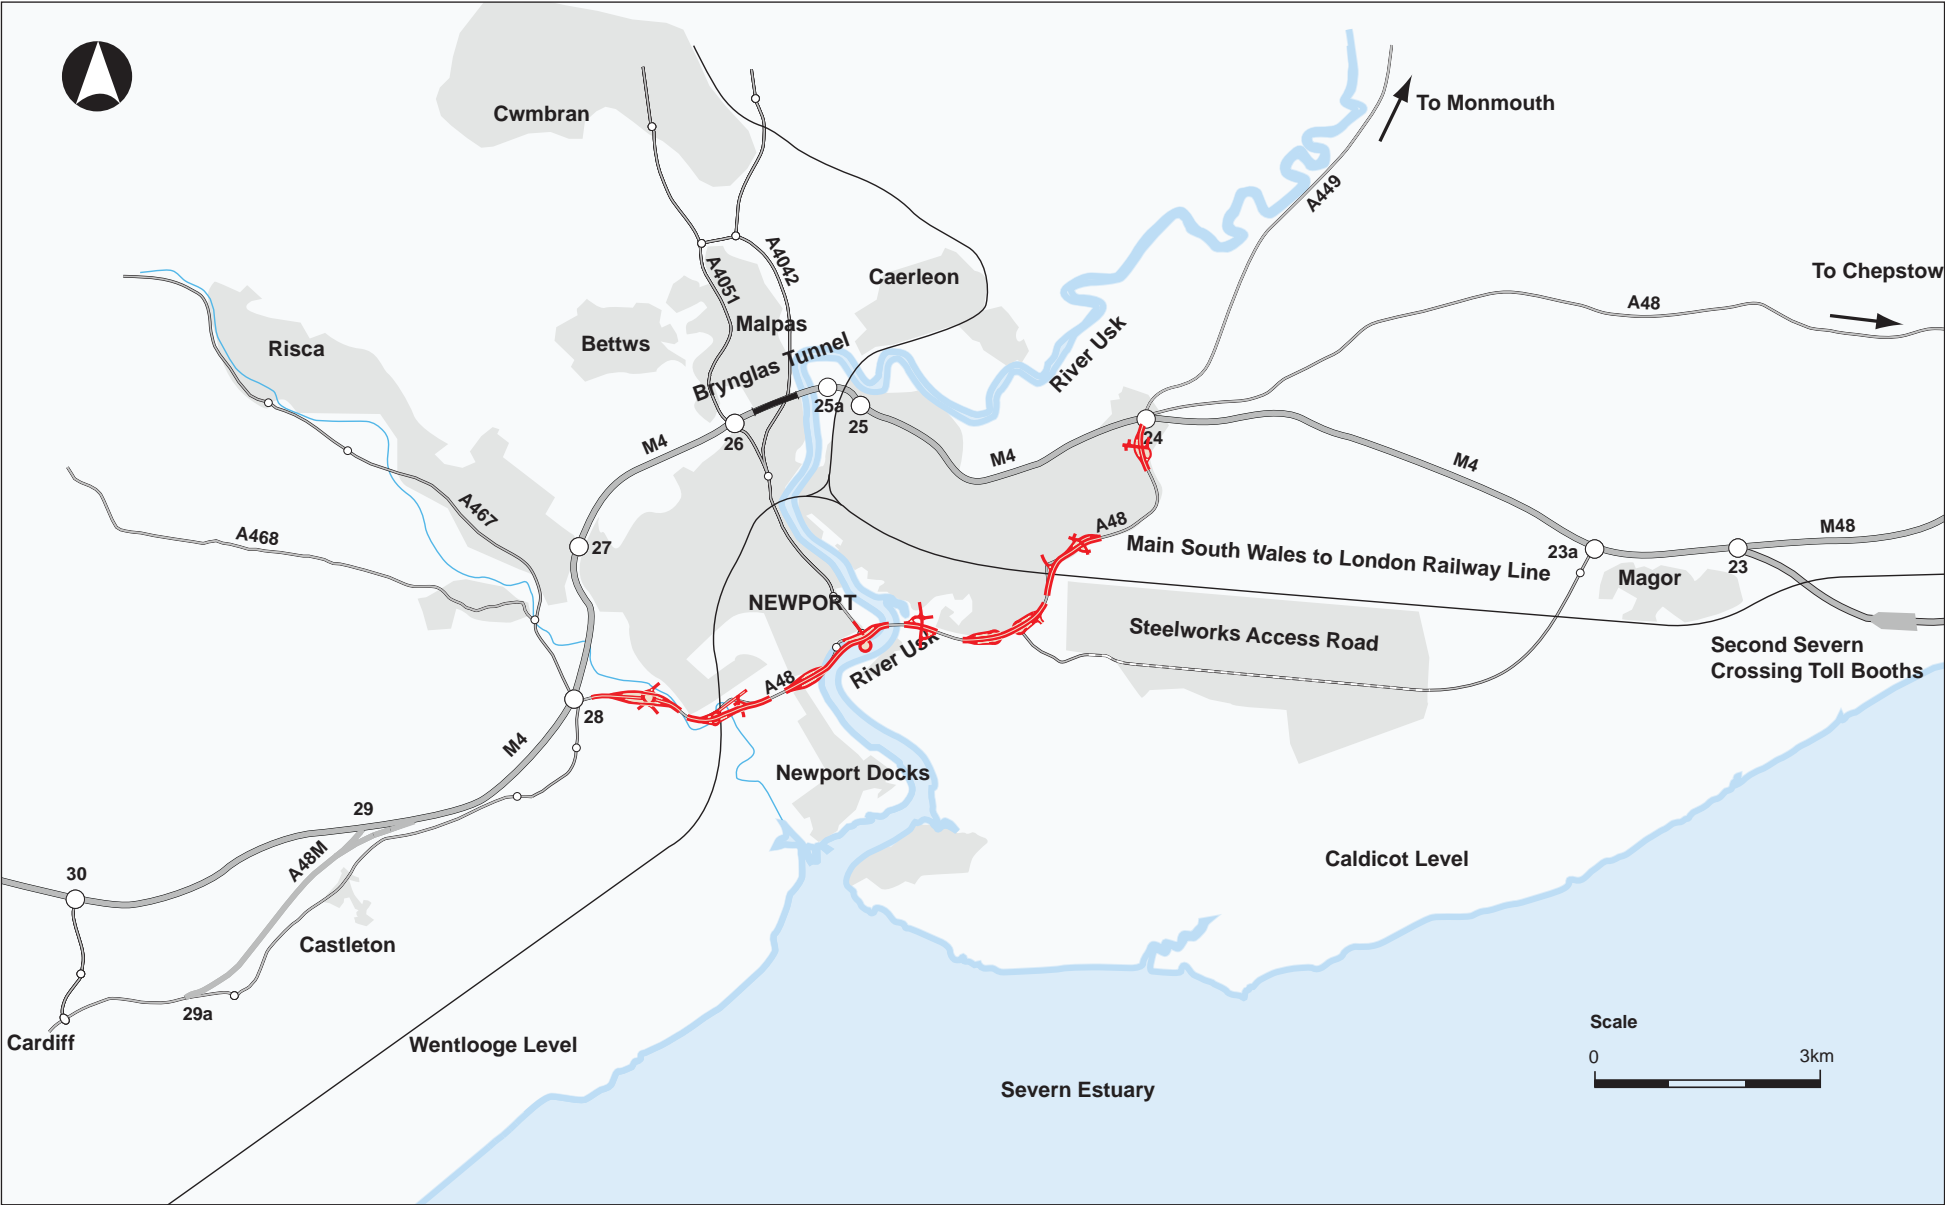 Cwmbran
To Monmouth
A449
A4042
A4051
Caerleon
To Chepstow
A48
Malpas
Risca
Bettws
Brynglas Tunnel
River Usk
25a
25
26
M4
M4
24
M4
A467
A468
27
A48
Main South Wales to London Railway Line
23a
M48
23
Magor
NEWPORT
Steelworks Access Road
River Usk
Second Severn
Crossing Toll Booths
A48
28
M4
Newport Docks
29
A48M
30
Caldicot Level
Castleton
29a
Cardiff
Wentlooge Level
Scale
0
3km
Severn Estuary